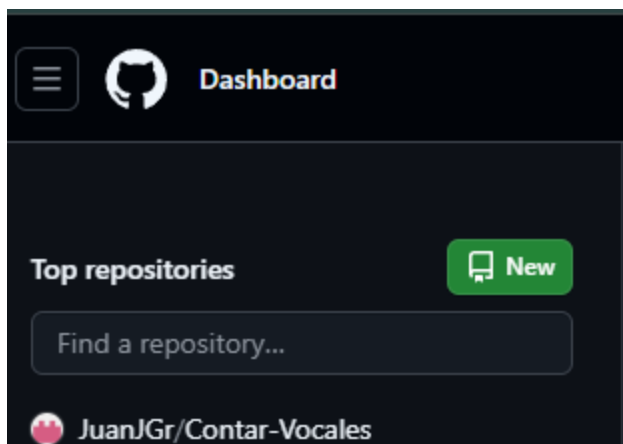 Dashboard
Top repositories
New
Find a repository...
JuanJGr/Contar-Vocales